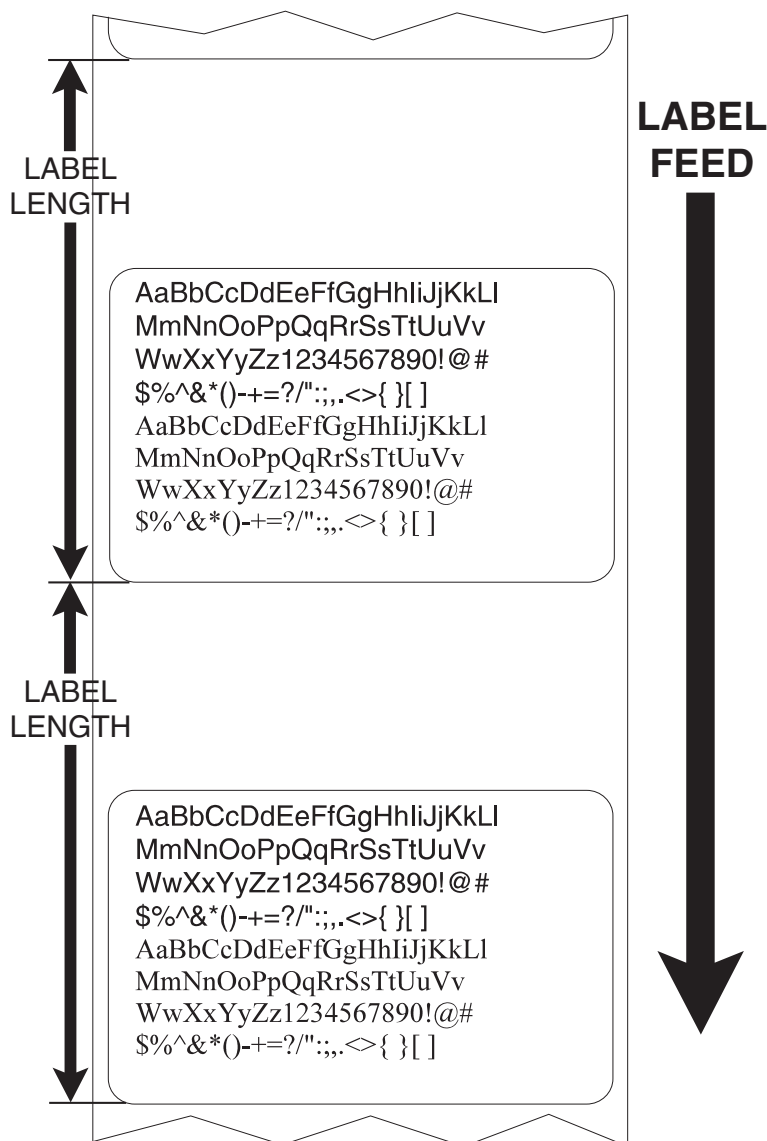 LABEL
FEED
LABEL
LENGTH
AaBbCcDdEeFfGgHhIiJjKkLl
MmNnOoPpQqRrSsTtUuVv
WwXxYyZz1234567890!@#
$%^&*()-+=?/":;,.<>{ }[ ]
AaBbCcDdEeFfGgHhIiJjKkLl
MmNnOoPpQqRrSsTtUuVv
WwXxYyZz1234567890!@#
$%^&*()-+=?/":;,.<>{ }[ ]
LABEL
LENGTH
AaBbCcDdEeFfGgHhIiJjKkLl
MmNnOoPpQqRrSsTtUuVv
WwXxYyZz1234567890!@#
$%^&*()-+=?/":;,.<>{ }[ ]
AaBbCcDdEeFfGgHhIiJjKkLl
MmNnOoPpQqRrSsTtUuVv
WwXxYyZz1234567890!@#
$%^&*()-+=?/":;,.<>{ }[ ]